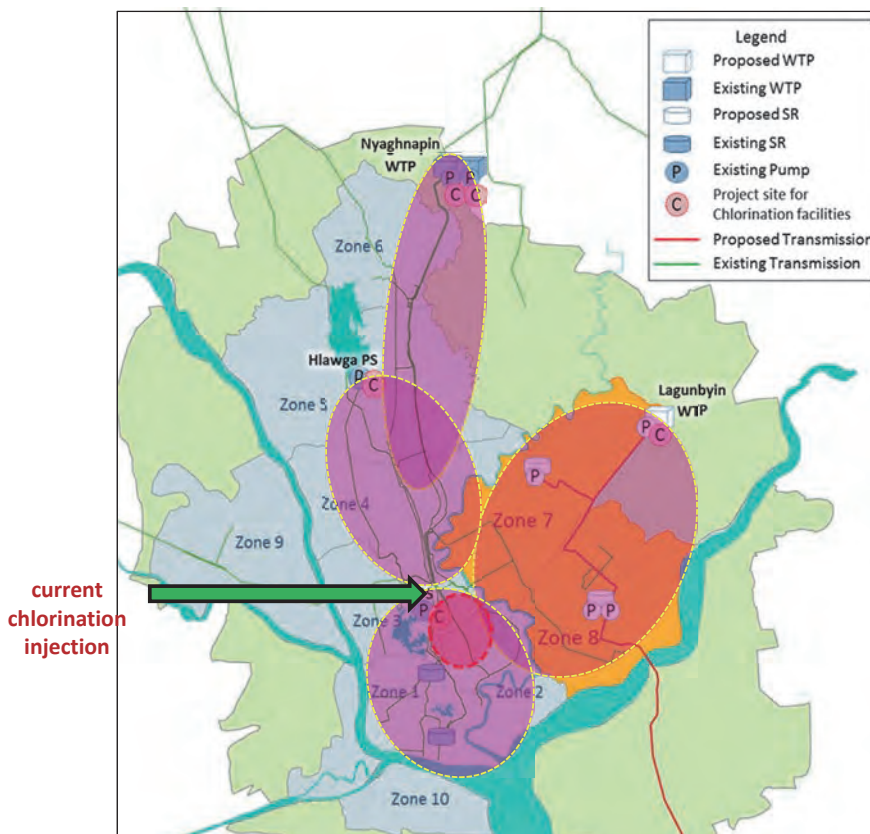 Legend
Proposed WTP
Existing WTP
Proposed SR
Existing SR
P
Existing Pump
C
Project site for
Chlorination facilities
Proposed Transmission
Existing Transmission
Nyaghnapin
WTP
P
P
C
C
Zone 6
Hlawga PS
P
C
Zone 5
Lagunbyin
WTP
P
C
P
Zone 4
Zone 7
Zone 9
current
chlorination
injection
P
C
P
P
Zone 3
Zone 8
Zone 1
Zone 2
Zone 10